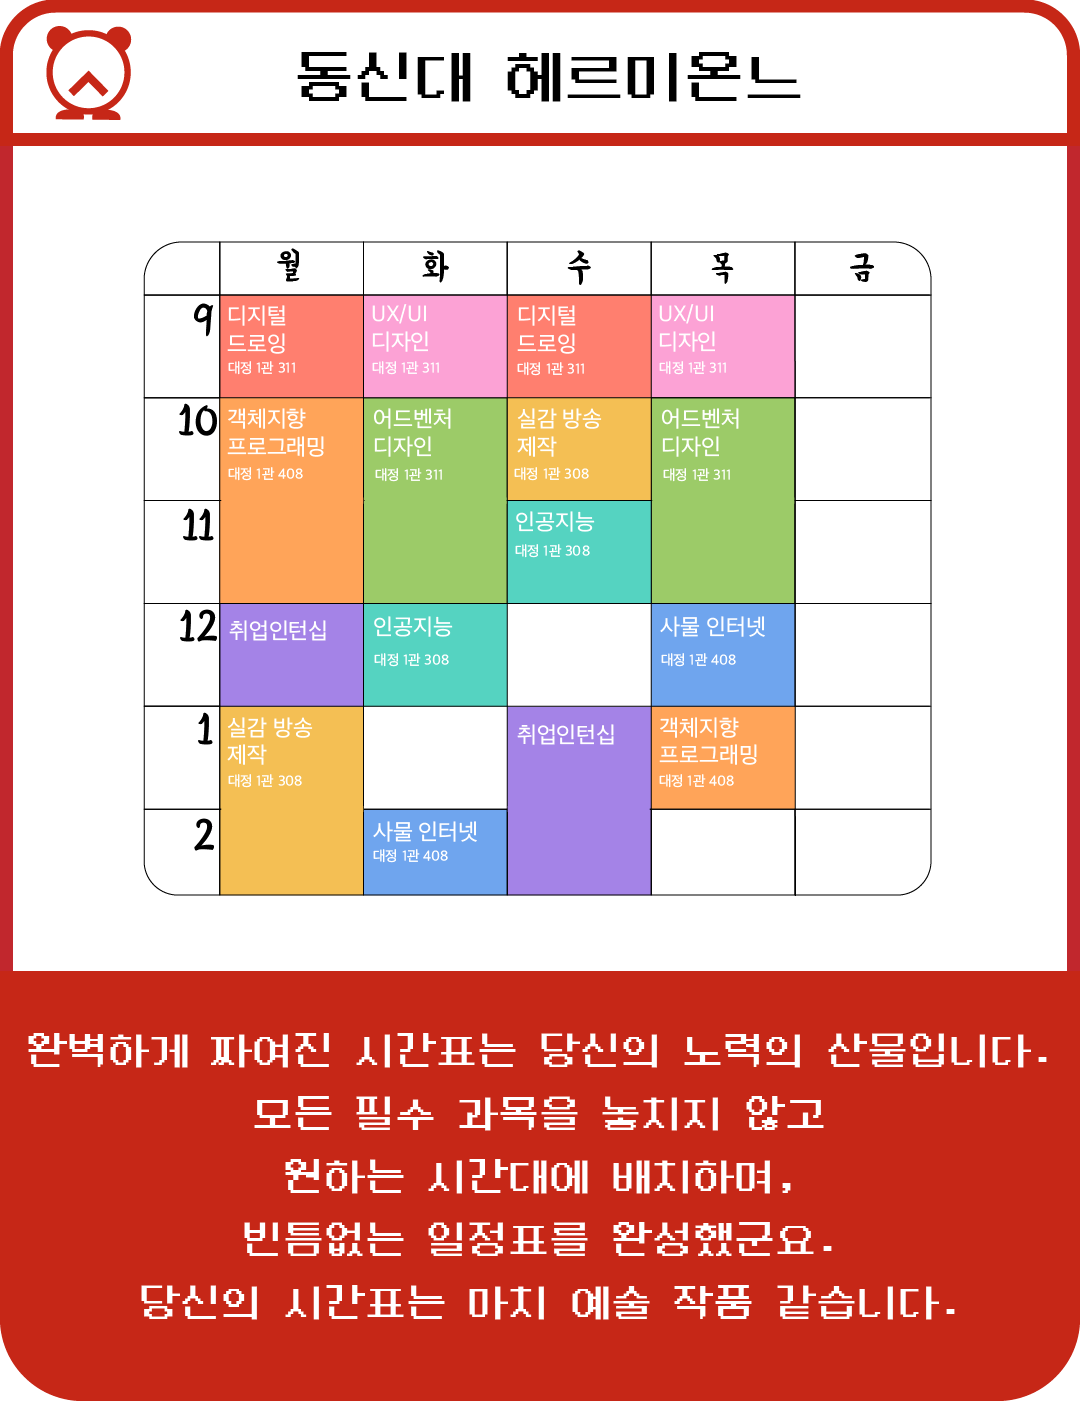 동신대 헤르미온느
월 화 수 목 금
9
디지털
드로잉
대정 1관 311
UX/UI
디자인
대정 1관 311
디지털
드로잉
대정 1관 311
UX/UI
디자인
대정 1관 311
10
객체지향
프로그래밍
대정 1관 408
어드벤처
디자인
대정 1관 311
실감 방송
제작
대정 1관 308
어드벤처
디자인
대정 1관 311
11
인공지능
대정 1관 308
12
취업인턴십
인공지능
대정 1관 308
사물 인터넷
대정 1관 408
1
실감 방송
제작
대정 1관 308
취업인턴십
객체지향
프로그래밍
대정 1관 408
2
사물 인터넷
대정 1관 408
완벽하게 짜여진 시간표는 당신의 노력의 산물입니다.
모든 필수 과목을 놓치지 않고
원하는 시간대에 배치하며,
빈틈없는 일정표를 완성했군요.
당신의 시간표는 마치 예술 작품 같습니다.